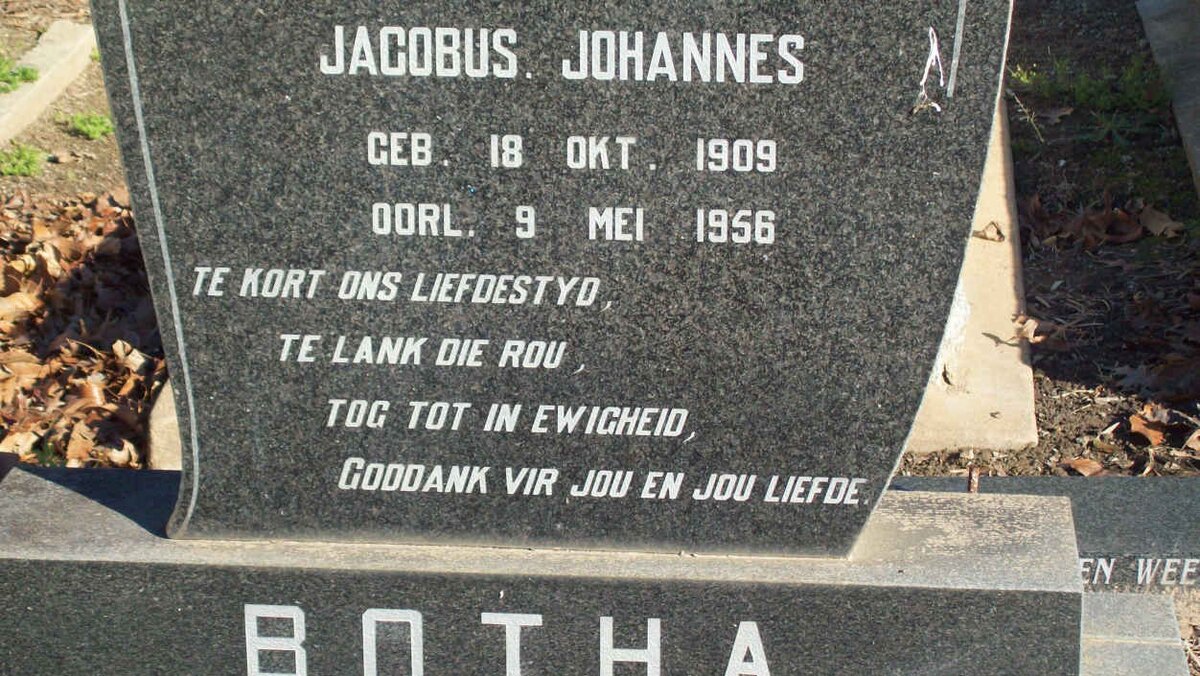 JACOBUS. JOHANNES
GEB. 18 OKT. 1909
OORL. 9 MEI 1956
TE KORT ONS LIEFDESTYD,
TE LANK DIE ROU,
TOG TOT IN EWIGHEID,
GODDANK VIR JOU EN JOU LIEFDE.
BOTHA
EN WEE